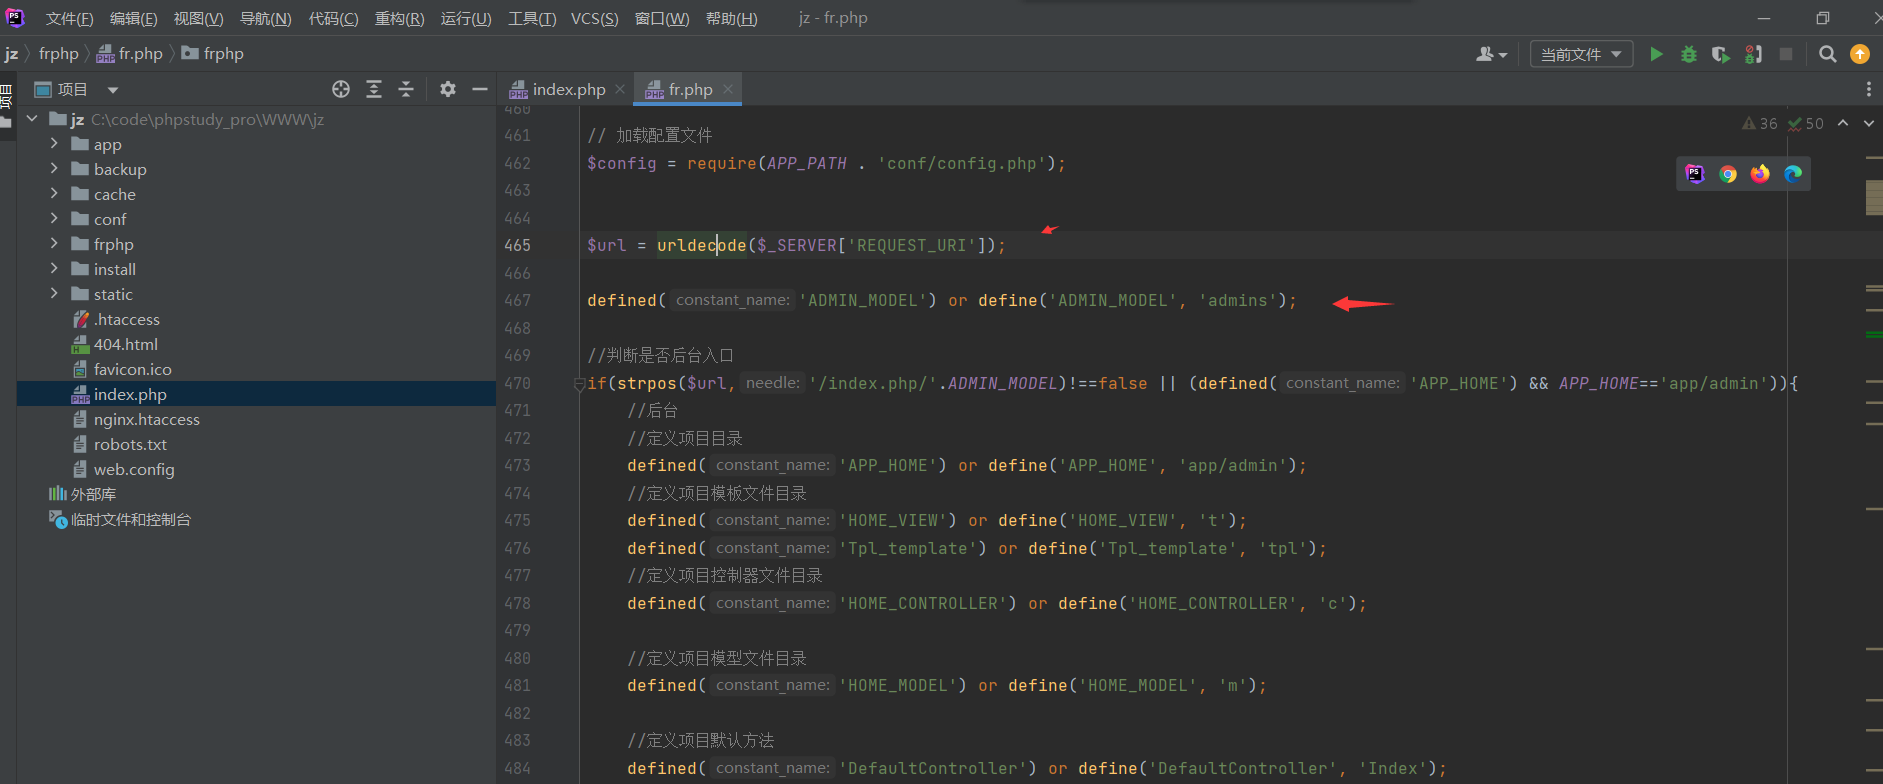 文件(F) 编辑(E) 视图(V) 导航(N) 代码(C) 重构(R) 运行(U) 工具(T) VCS(S) 窗口(W) 帮助(H) jz - fr.php
jz frphp fr.php frphp 当前文件
项目
项目
index.php fr.php
jz C:\code\phpstudy_pro\WWW\jz
app
backup
cache
conf
frphp
install
static
.htaccess
404.html
favicon.ico
index.php
nginx.htaccess
robots.txt
web.config
外部库
临时文件和控制台
36 50
460
461 // 加载配置文件
462 $config = require(APP_PATH . 'conf/config.php');
463
464
465 $url = urldecode($_SERVER['REQUEST_URI']);
466
467 defined( constant_name: 'ADMIN_MODEL') or define('ADMIN_MODEL', 'admins');
468
469 //判断是否后台入口
470 if(strpos($url, needle: '/index.php/'.ADMIN_MODEL)!==false || (defined( constant_name: 'APP_HOME') && APP_HOME=='app/admin')){
471 //后台
472 //定义项目目录
473 defined( constant_name: 'APP_HOME') or define('APP_HOME', 'app/admin');
474 //定义项目模板文件目录
475 defined( constant_name: 'HOME_VIEW') or define('HOME_VIEW', 't');
476 defined( constant_name: 'Tpl_template') or define('Tpl_template', 'tpl');
477 //定义项目控制器文件目录
478 defined( constant_name: 'HOME_CONTROLLER') or define('HOME_CONTROLLER', 'c');
479
480 //定义项目模型文件目录
481 defined( constant_name: 'HOME_MODEL') or define('HOME_MODEL', 'm');
482
483 //定义项目默认方法
484 defined( constant_name: 'DefaultController') or define('DefaultController', 'Index');